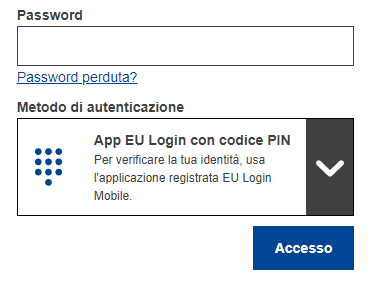 Password
Password perduta?
Metodo di autenticazione
App EU Login con codice PIN
Per verificare la tua identità, usa
l'applicazione registrata EU Login
Mobile.
Accesso